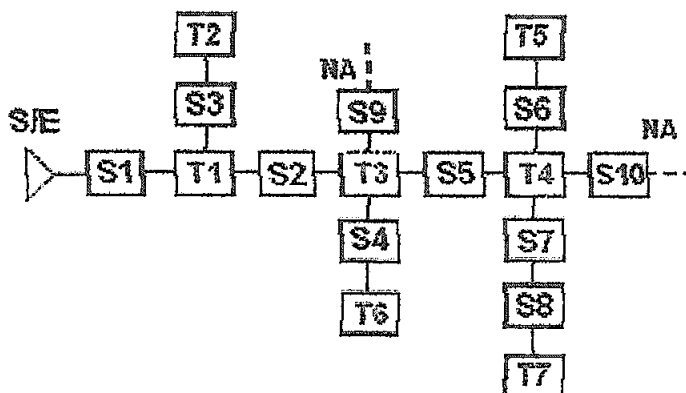 T2 T5
NA
S3 S9 S6
S/E NA
S1 T1 S2 T3 S5 T4 S10
S4 S7
T6 S8
T7